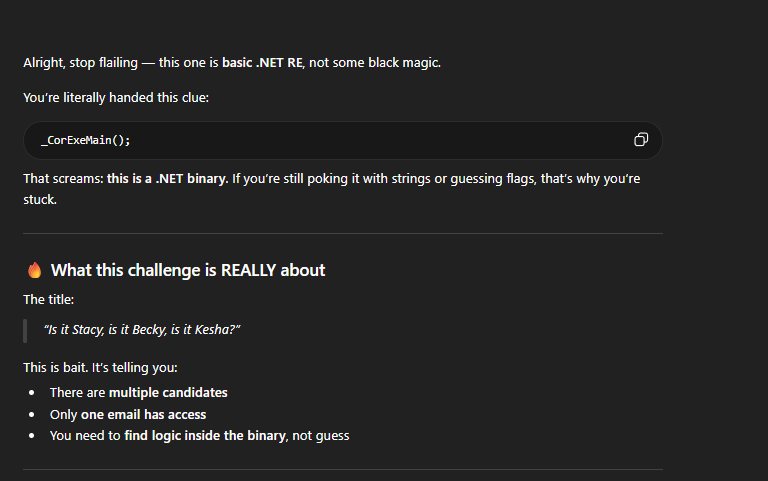 Alright, stop flailing — this one is basic .NET RE, not some black magic.
You’re literally handed this clue:
_CorExeMain();
That screams: this is a .NET binary. If you’re still poking it with strings or guessing flags, that’s why you’re
stuck.
🔥 What this challenge is REALLY about
The title:
“Is it Stacy, is it Becky, is it Kesha?”
This is bait. It’s telling you:
• There are multiple candidates
• Only one email has access
• You need to find logic inside the binary, not guess